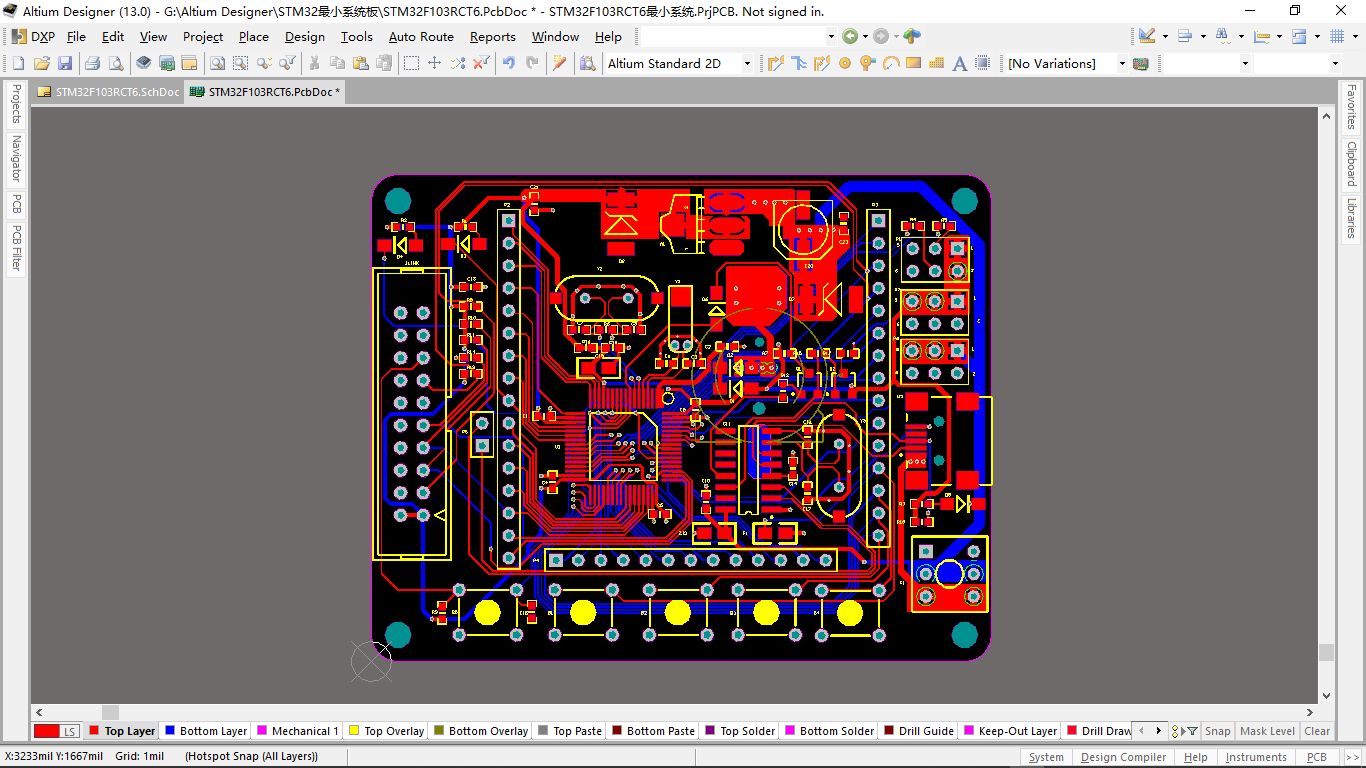 Altium Designer (13.0) - G:\Altium Designer\STM32最小系统板\STM32F103RCT6.PcbDoc * - STM32F103RCT6最小系统.PrjPCB. Not signed in.
DXP File Edit View Project Place Design Tools Auto Route Reports Window Help
Altium Standard 2D [No Variations]
STM32F103RCT6.SchDoc STM32F103RCT6.PcbDoc *
Projects
Navigator
PCB
PCB Filter
Favorites
Clipboard
Libraries
LS Top Layer Bottom Layer Mechanical 1 Top Overlay Bottom Overlay Top Paste Bottom Paste Top Solder Bottom Solder Drill Guide Keep-Out Layer Drill Draw Snap Mask Level Clear
X:3233mil Y:1667mil Grid: 1mil (Hotspot Snap (All Layers)) System Design Compiler Help Instruments PCB >>